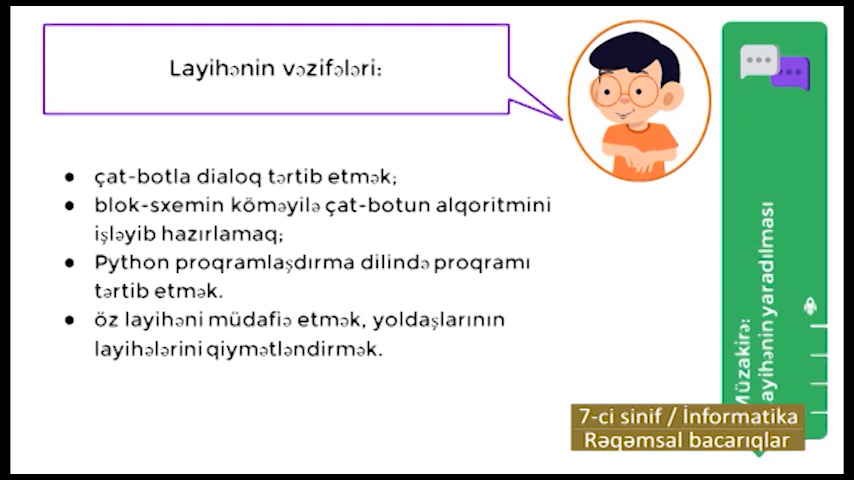 Layihənin vəzifələri:
● çat-botla dialoq tərtib etmək;
● blok-sxemin köməyilə çat-botun alqoritmini
işləyib hazırlamaq;
● Python proqramlaşdırma dilində proqramı
tərtib etmək.
● öz layihəni müdafiə etmək, yoldaşlarının
layihələrini qiymətləndirmək.
Müzakirə:
ayihənin yaradılması
7-ci sinif / İnformatika
Rəqəmsal bacarıqlar